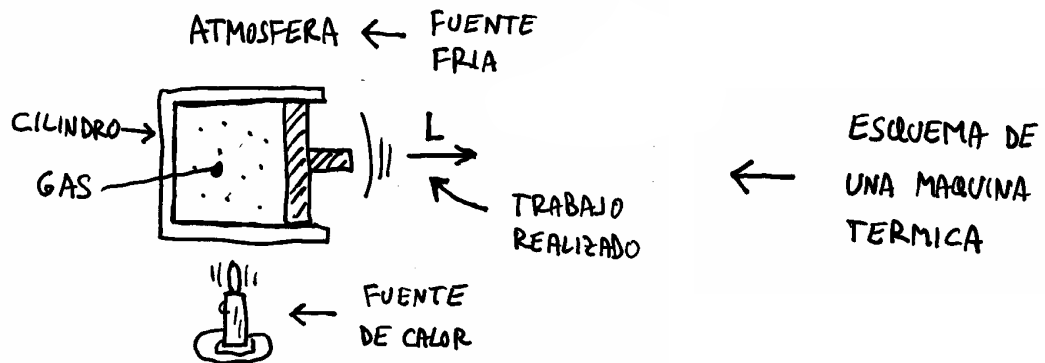 ATMOSFERA
FUENTE
FRIA
CILINDRO
GAS
L
TRABAJO
REALIZADO
FUENTE
DE CALOR
ESQUEMA DE
UNA MAQUINA
TERMICA